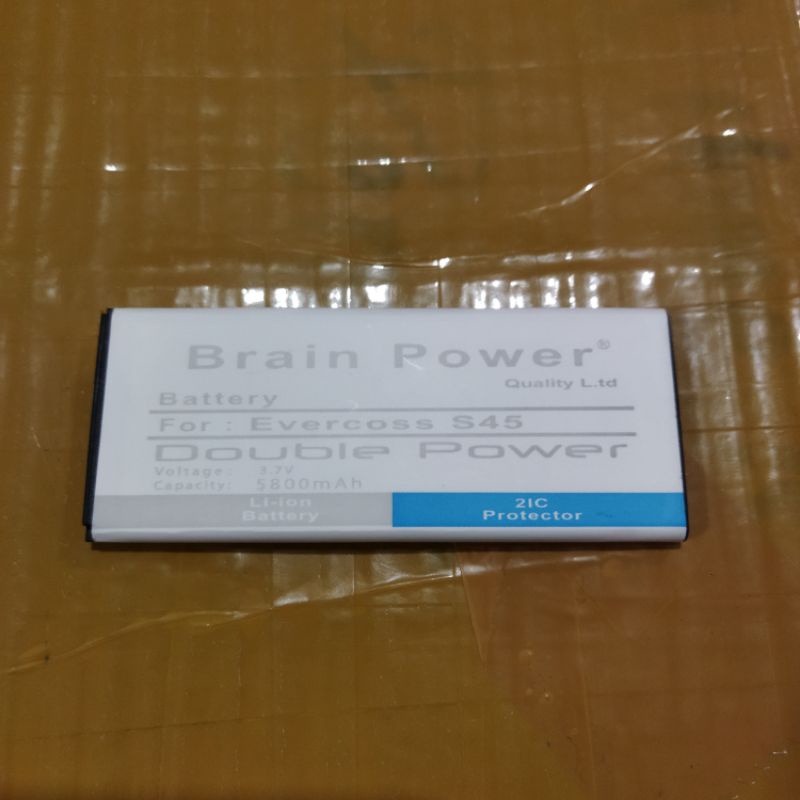 Brain Power®
Quality L.td
Battery
For : Evercoss S45
Double Power
Voltage : 3.7V
Capacity: 5800mAh
Li-ion
Battery
2IC
Protector